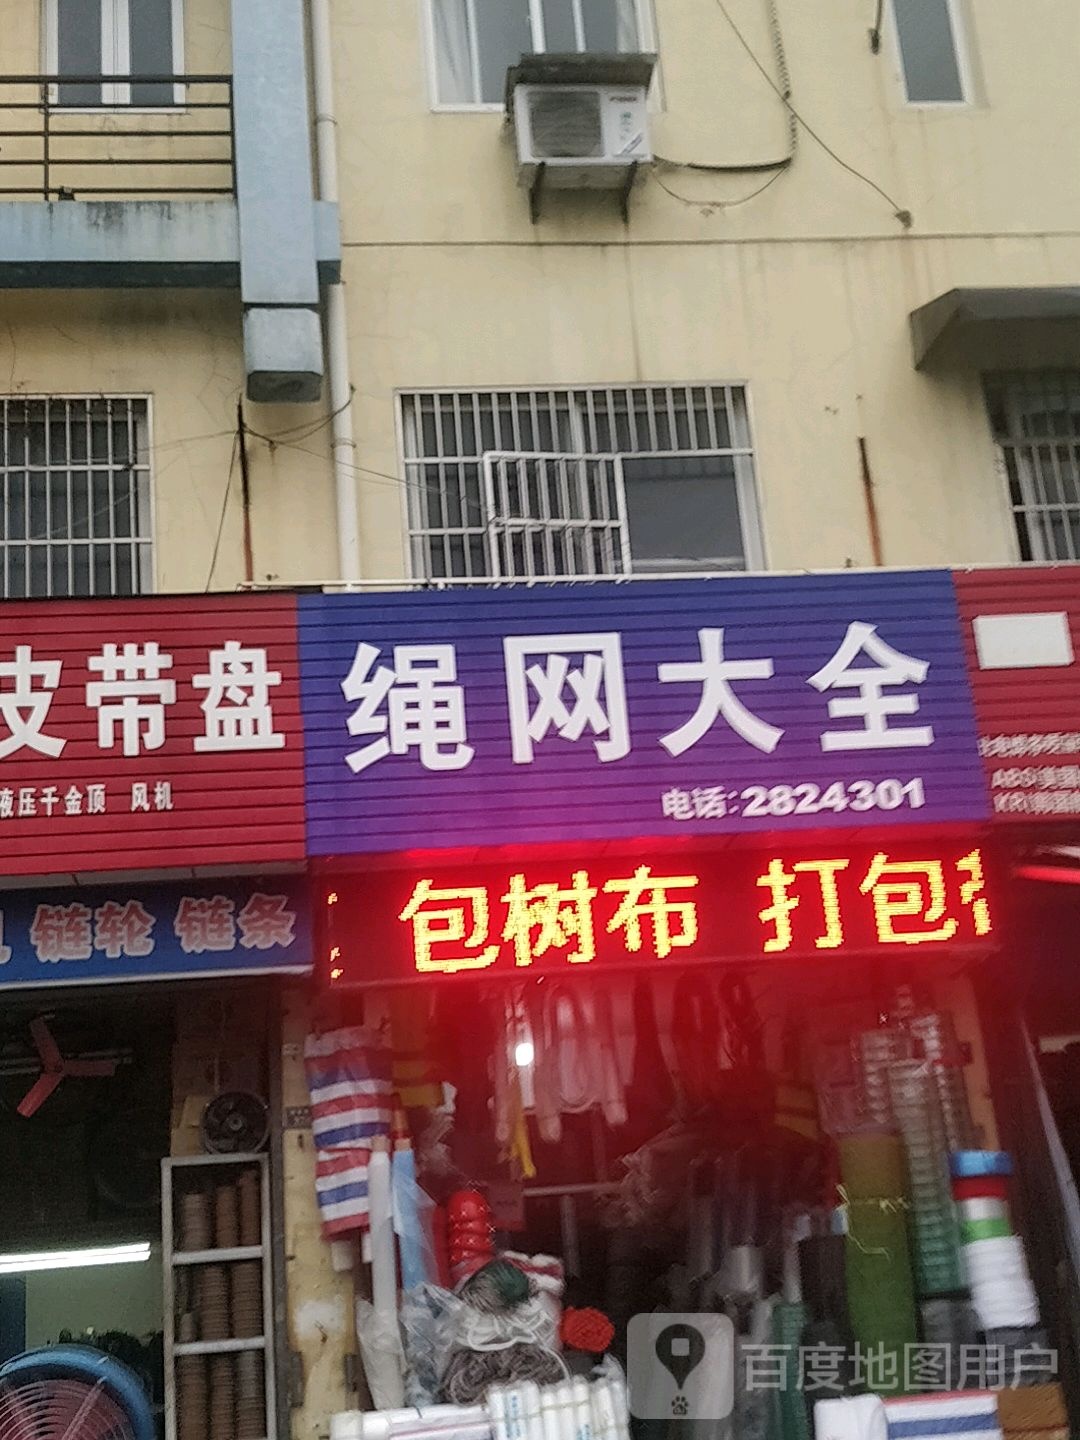 皮带盘
液压千金顶 风机
链轮 链条
绳网大全
电话:2824301
包树布 打包
百度地图用户